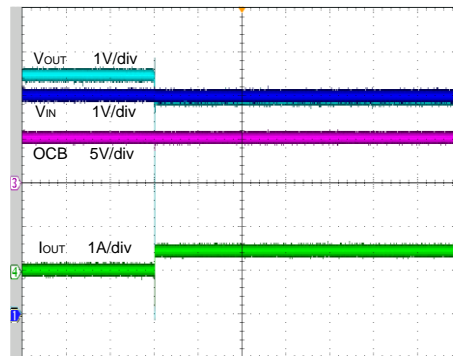 VOUT 1V/div
VIN 1V/div
OCB 5V/div
3
IOUT 1A/div
4
1